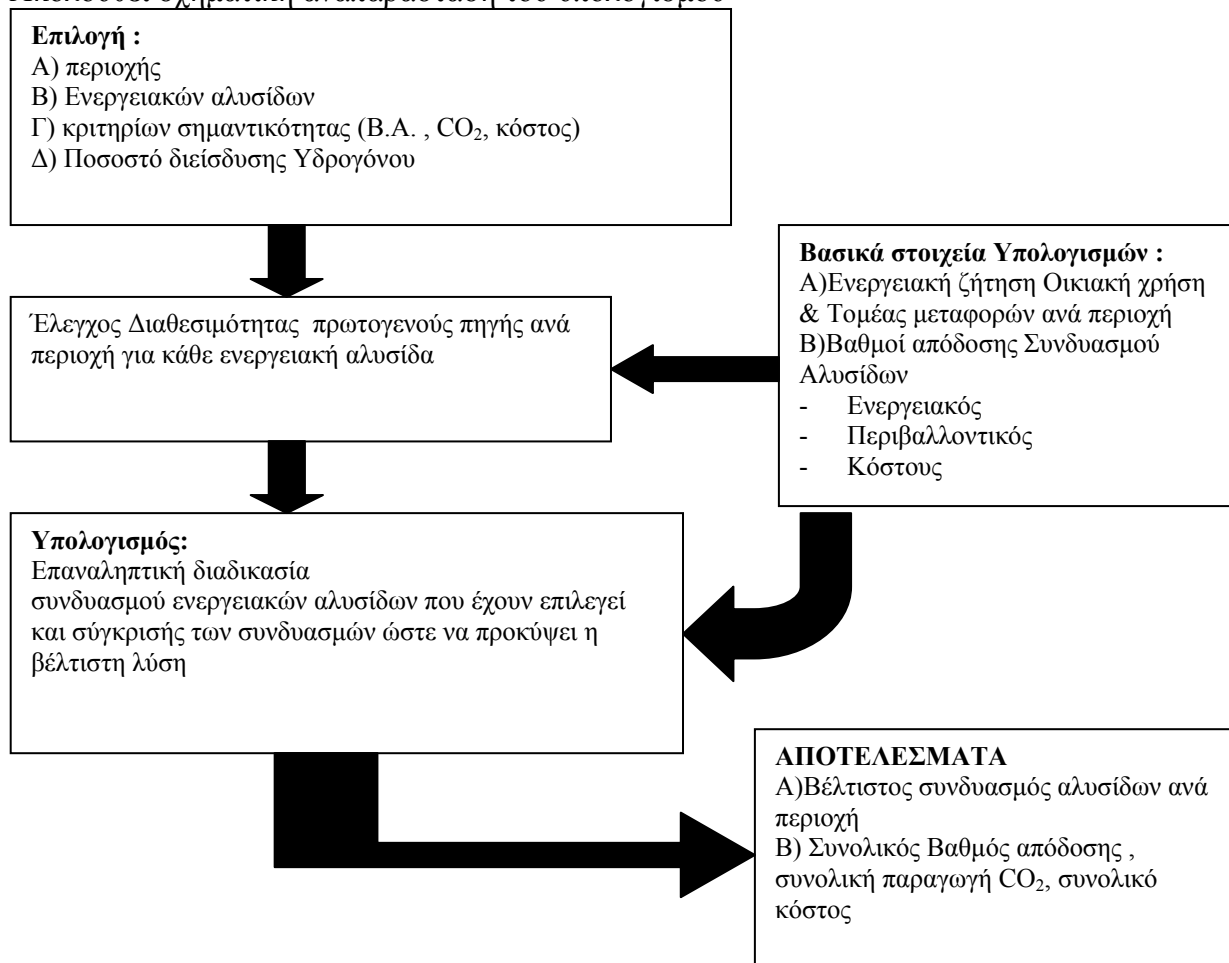 Επιλογή :
Α) περιοχής
Β) Ενεργειακών αλυσίδων
Γ) κριτηρίων σημαντικότητας (Β.Α. , CO₂, κόστος)
Δ) Ποσοστό διείσδυσης Υδρογόνου
Βασικά στοιχεία Υπολογισμών :
Α)Ενεργειακή ζήτηση Οικιακή χρήση
& Τομέας μεταφορών ανά περιοχή
Β)Βαθμοί απόδοσης Συνδυασμού
Αλυσίδων
- Ενεργειακός
- Περιβαλλοντικός
- Κόστους
Έλεγχος Διαθεσιμότητας πρωτογενούς πηγής ανά
περιοχή για κάθε ενεργειακή αλυσίδα
Υπολογισμός:
Επαναληπτική διαδικασία
συνδυασμού ενεργειακών αλυσίδων που έχουν επιλεγεί
και σύγκρισής των συνδυασμών ώστε να προκύψει η
βέλτιστη λύση
ΑΠΟΤΕΛΕΣΜΑΤΑ
Α)Βέλτιστος συνδυασμός αλυσίδων ανά
περιοχή
Β) Συνολικός Βαθμός απόδοσης ,
συνολική παραγωγή CO₂, συνολικό
κόστος